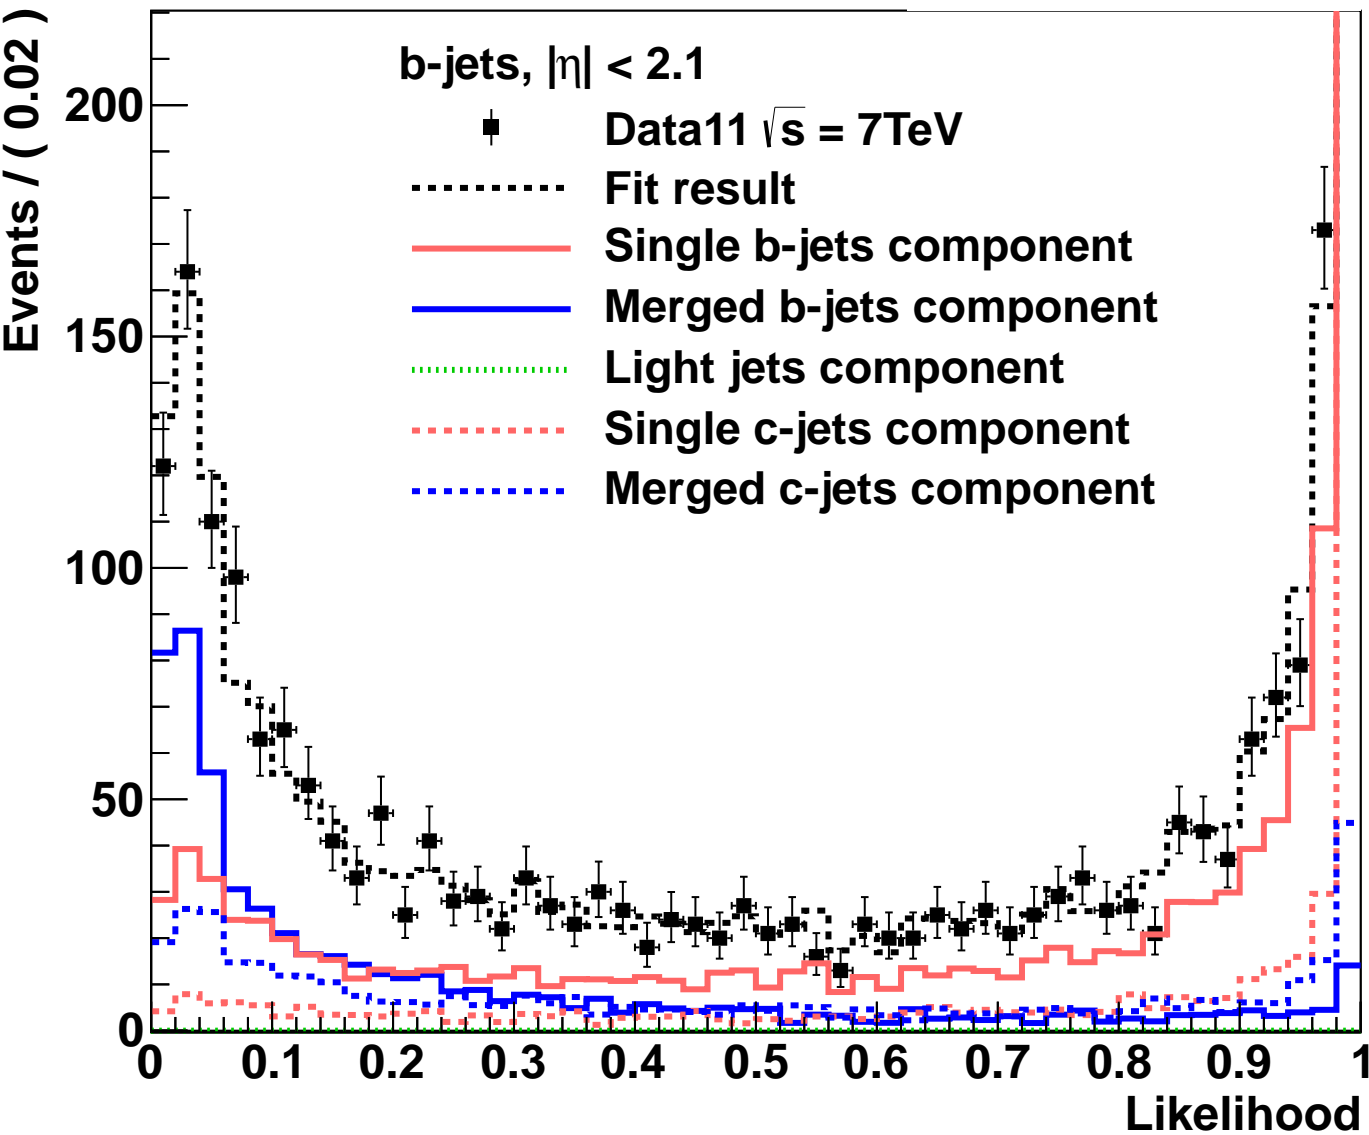 Events / ( 0.02 )
200
150
100
50
0
b-jets, |η| < 2.1
Data11 √s = 7TeV
Fit result
Single b-jets component
Merged b-jets component
Light jets component
Single c-jets component
Merged c-jets component
0 0.1 0.2 0.3 0.4 0.5 0.6 0.7 0.8 0.9 1
Likelihood